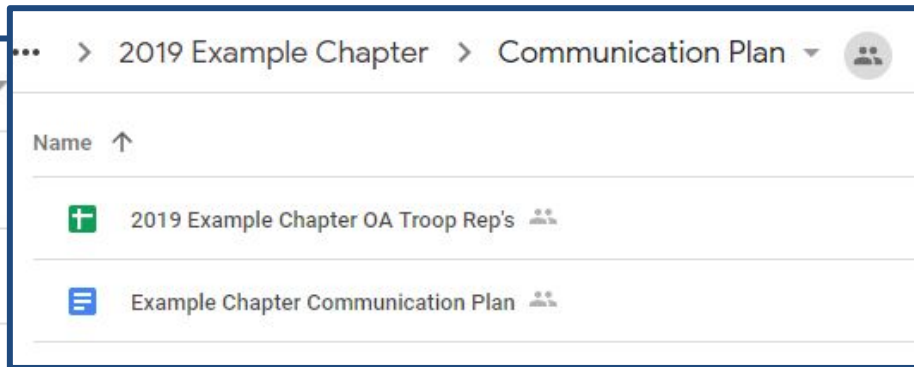 ... > 2019 Example Chapter > Communication Plan
Name ↑
2019 Example Chapter OA Troop Rep's
Example Chapter Communication Plan